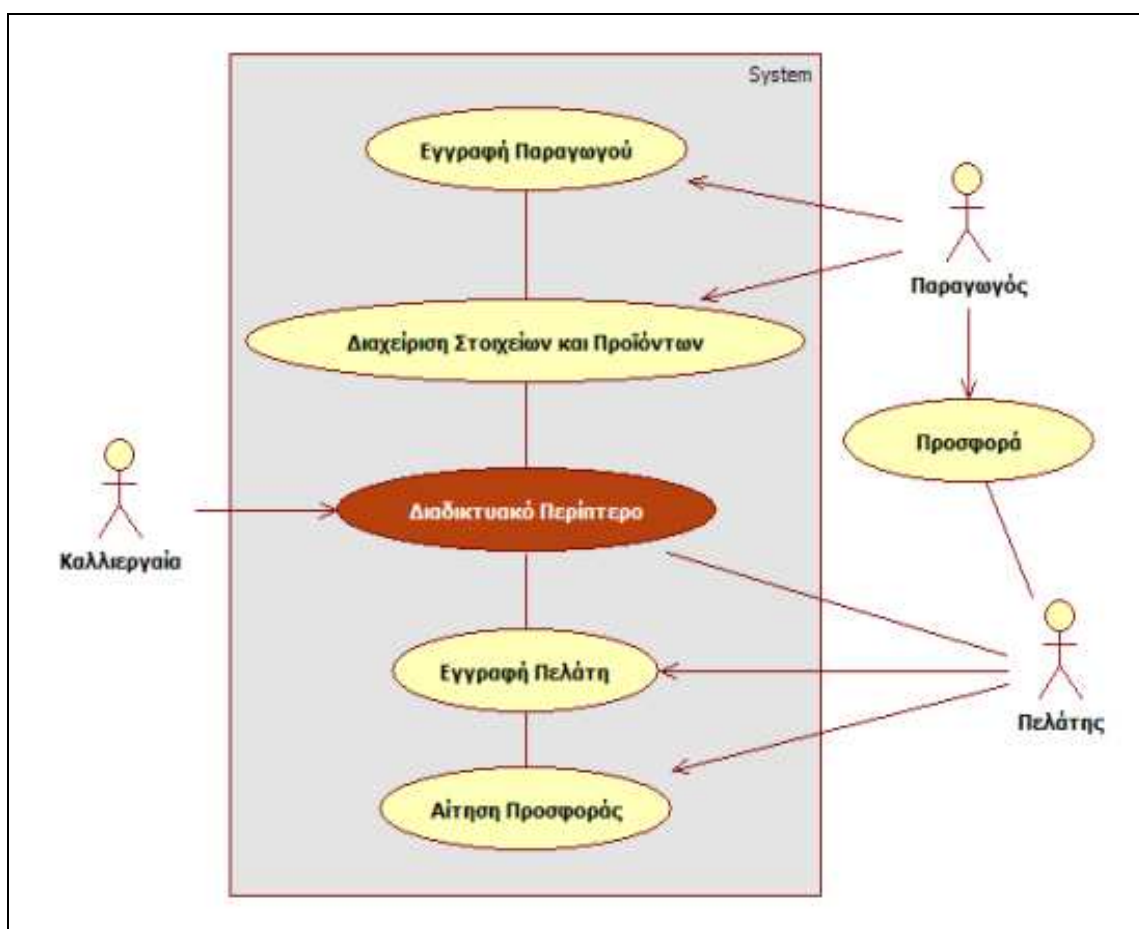 System
Εγγραφή Παραγωγού
Παραγωγός
Διαχείριση Στοιχείων και Προϊόντων
Προσφορά
Διαδικτυακό Περίπτερο
Καλλιεργαία
Εγγραφή Πελάτη
Πελάτης
Αίτηση Προσφοράς